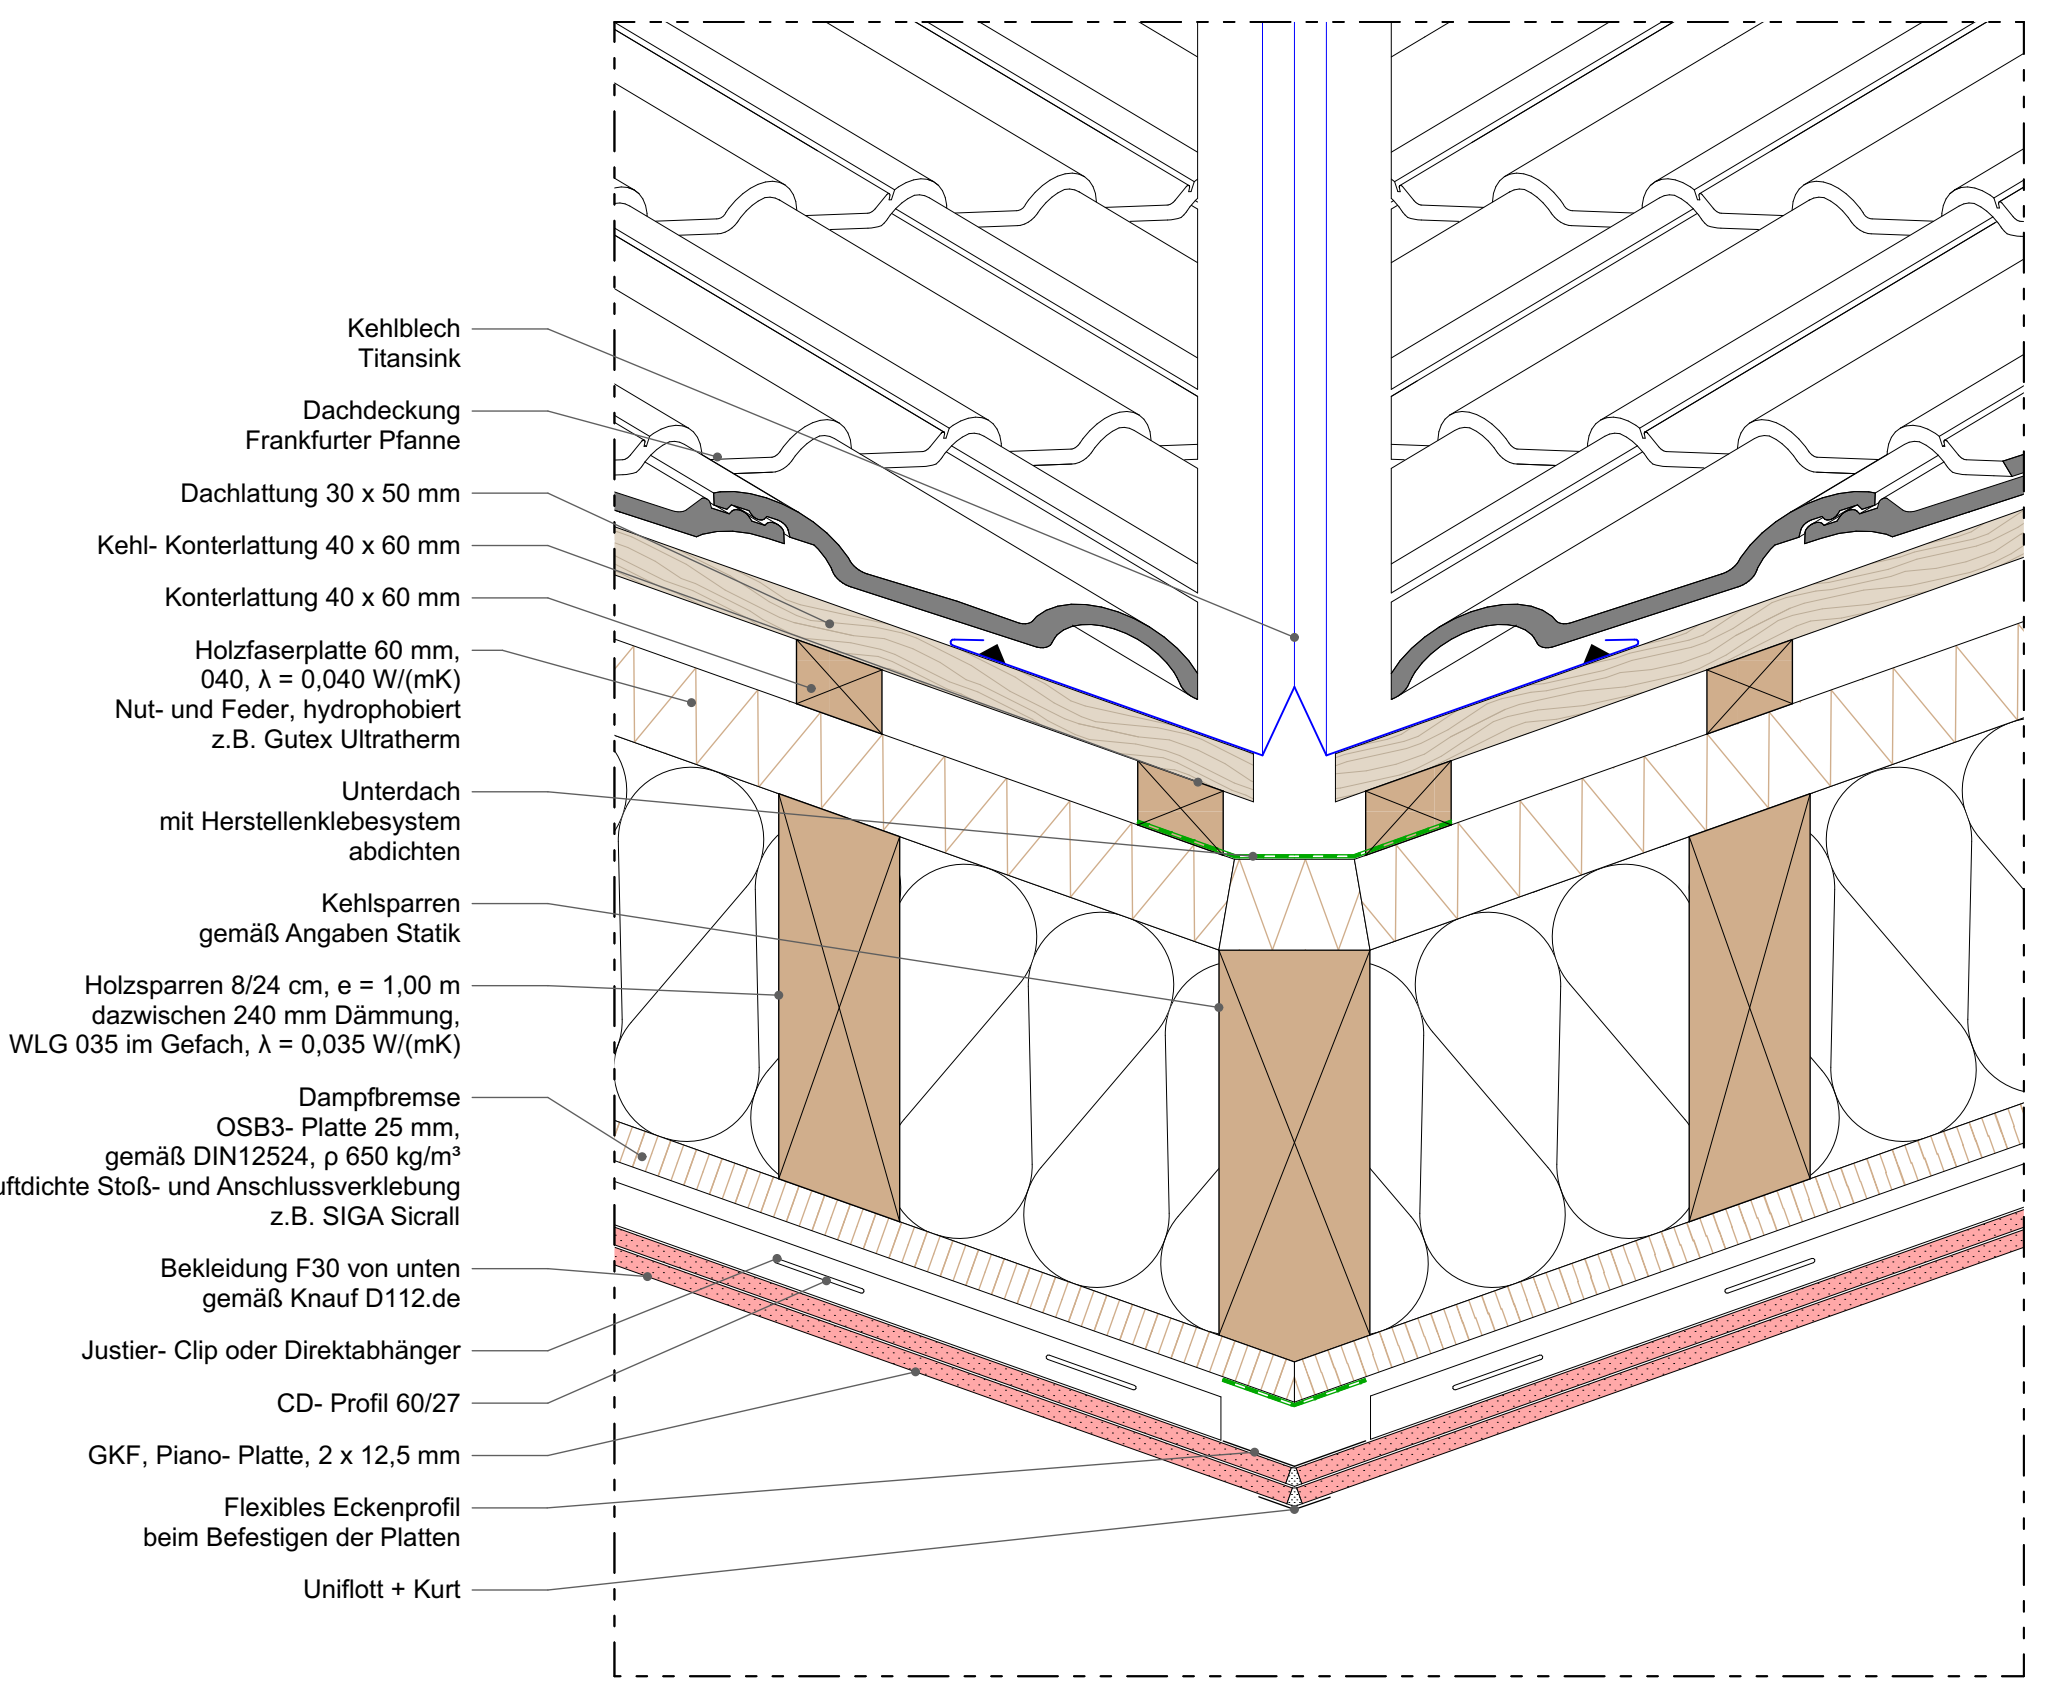 Kehlblech
Titansink
Dachdeckung
Frankfurter Pfanne
Dachlattung 30 x 50 mm
Kehl- Konterlattung 40 x 60 mm
Konterlattung 40 x 60 mm
Holzfaserplatte 60 mm,
040, λ = 0,040 W/(mK)
Nut- und Feder, hydrophobiert
z.B. Gutex Ultratherm
Unterdach
mit Herstellenklebesystem
abdichten
Kehlsparren
gemäß Angaben Statik
Holzsparren 8/24 cm, e = 1,00 m
dazwischen 240 mm Dämmung,
WLG 035 im Gefach, λ = 0,035 W/(mK)
Dampfbremse
OSB3- Platte 25 mm,
gemäß DIN12524, ρ 650 kg/m³
uftdichte Stoß- und Anschlussverklebung
z.B. SIGA Sicrall
Bekleidung F30 von unten
gemäß Knauf D112.de
Justier- Clip oder Direktabhänger
CD- Profil 60/27
GKF, Piano- Platte, 2 x 12,5 mm
Flexibles Eckenprofil
beim Befestigen der Platten
Uniflott + Kurt